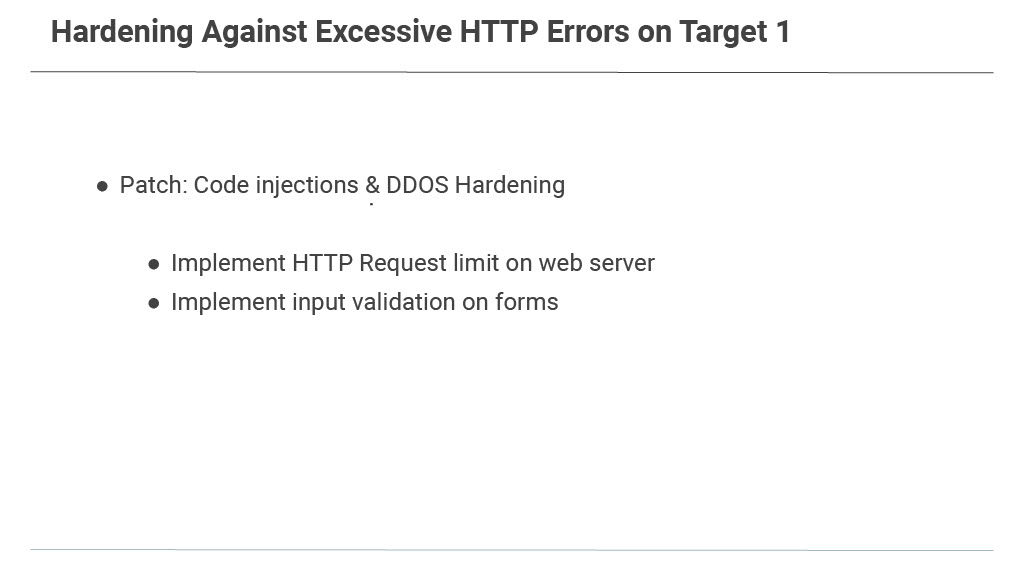 Hardening Against Excessive HTTP Errors on Target 1
● Patch: Code injections & DDOS Hardening
● Implement HTTP Request limit on web server
● Implement input validation on forms